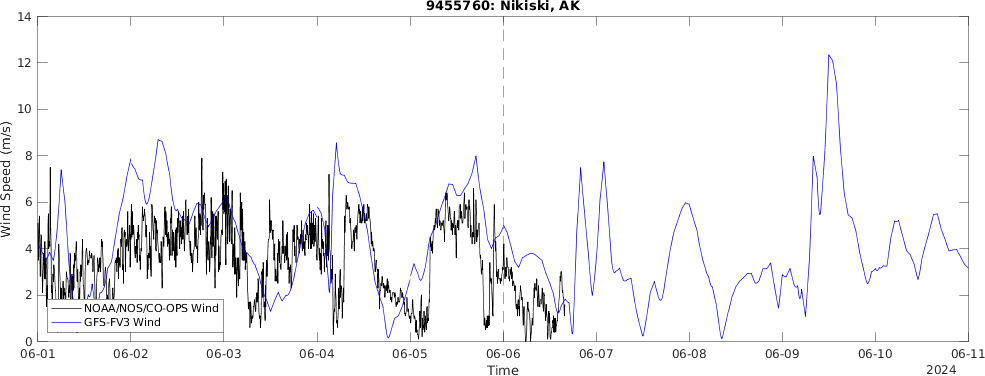 9455760: Nikiski, AK
14
12
10
8
6
4
2
0
Wind Speed (m/s)
NOAA/NOS/CO-OPS Wind
GFS-FV3 Wind
06-01 06-02 06-03 06-04 06-05 06-06 06-07 06-08 06-09 06-10 06-11
Time
2024